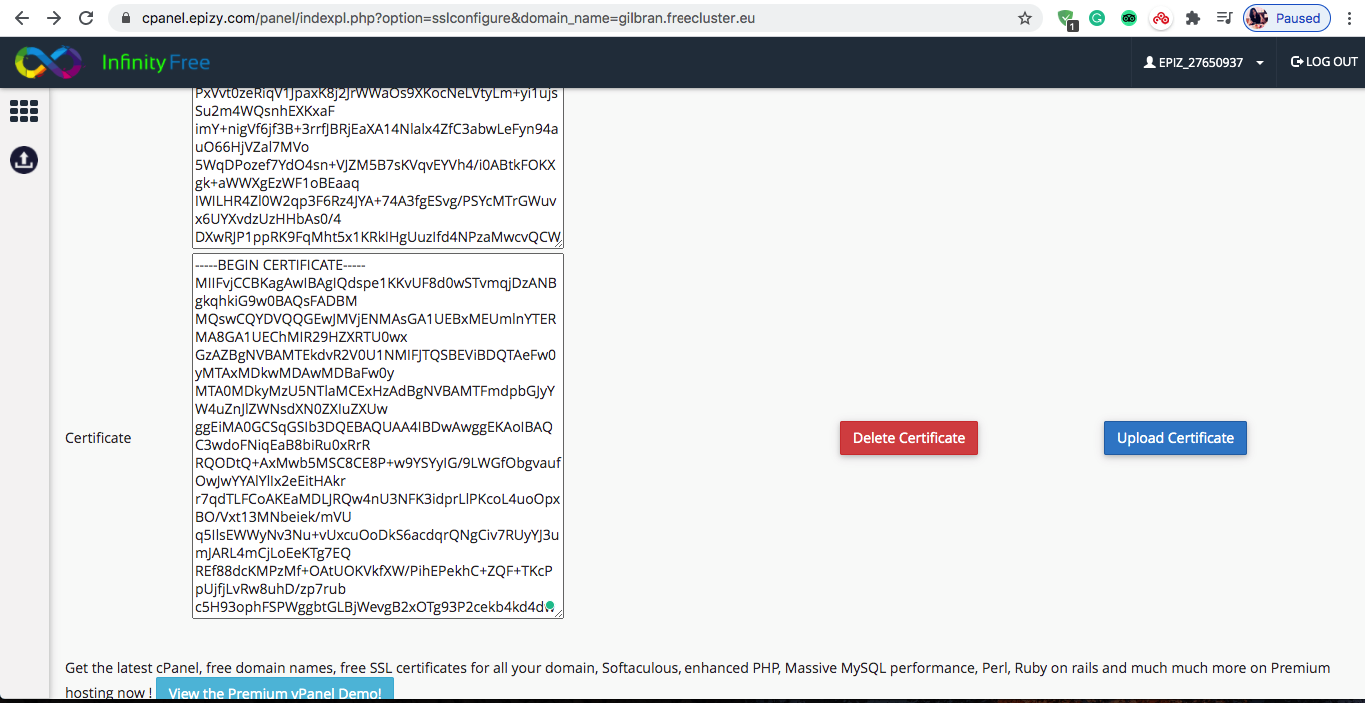 cpanel.epizy.com/panel/indexpl.php?option=sslconfigure&domain_name=gilbran.freecluster.eu
1
Paused
InfinityFree
EPIZ_27650937
LOG OUT
PxVvt0zeRiqV1JpaxK8j2JrWWaOs9XKocNeLVtyLm+yi1ujs
Su2m4WQsnhEXKxaF
imY+nigVf6jf3B+3rrfJBRjEaXA14Nlalx4ZfC3abwLeFyn94a
uO66HjVZal7MVo
5WqDPozef7YdO4sn+VJZM5B7sKVqvEYVh4/i0ABtkFOKX
gk+aWWXgEzWF1oBEaaq
IWILHR4Zl0W2qp3F6Rz4JYA+74A3fgESvg/PSYcMTrGWuv
x6UYXvdzUzHHbAs0/4
DXwRJP1ppRK9FqMht5x1KRklHgUuzIfd4NPzaMwcvQCW
-----BEGIN CERTIFICATE-----
MIIFvjCCBKagAwIBAgIQdspe1KKvUF8d0wSTvmqjDzANB
gkqhkiG9w0BAQsFADBM
MQswCQYDVQQGEwJMVjENMAsGA1UEBxMEUmlnYTER
MA8GA1UEChMIR29HZXRTU0wx
GzAZBgNVBAMTEkdvR2V0U1NMIFJTQSBEViBDQTAeFw0
yMTAxMDkwMDAwMDBaFw0y
MTA0MDkyMzU5NTlaMCExHzAdBgNVBAMTFmdpbGJyY
W4uZnJlZWNsdXN0ZXIuZXUw
ggEiMA0GCSqGSIb3DQEBAQUAA4IBDwAwggEKAoIBAQ
C3wdoFNiqEaB8biRu0xRrR
RQODtQ+AxMwb5MSC8CE8P+w9YSYyIG/9LWGfObgvauf
OwJwYYAlYlIx2eEitHAkr
r7qdTLFCoAKEaMDLJRQw4nU3NFK3idprLlPKcoL4uoOpx
BO/Vxt13MNbeiek/mVU
q5IlsEWWyNv3Nu+vUxcuOoDkS6acdqrQNgCiv7RUyYJ3u
mJARL4mCjLoEeKTg7EQ
REf88dcKMPzMf+OAtUOKVkfXW/PihEPekhC+ZQF+TKcP
pUjfjLvRw8uhD/zp7rub
c5H93ophFSPWggbtGLBjWevgB2xOTg93P2cekb4kd4dw
Certificate
Delete Certificate
Upload Certificate
Get the latest cPanel, free domain names, free SSL certificates for all your domain, Softaculous, enhanced PHP, Massive MySQL performance, Perl, Ruby on rails and much much more on Premium
hosting now !
View the Premium vPanel Demo!